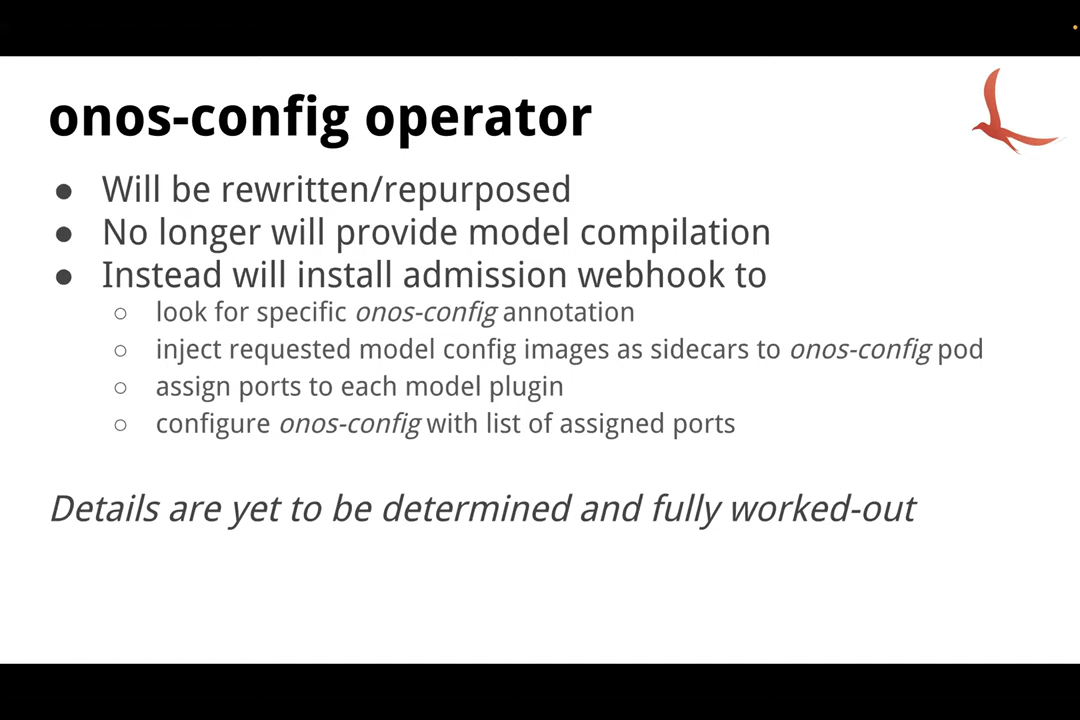 onos-config operator
● Will be rewritten/repurposed
● No longer will provide model compilation
● Instead will install admission webhook to
○ look for specific onos-config annotation
○ inject requested model config images as sidecars to onos-config pod
○ assign ports to each model plugin
○ configure onos-config with list of assigned ports
Details are yet to be determined and fully worked-out